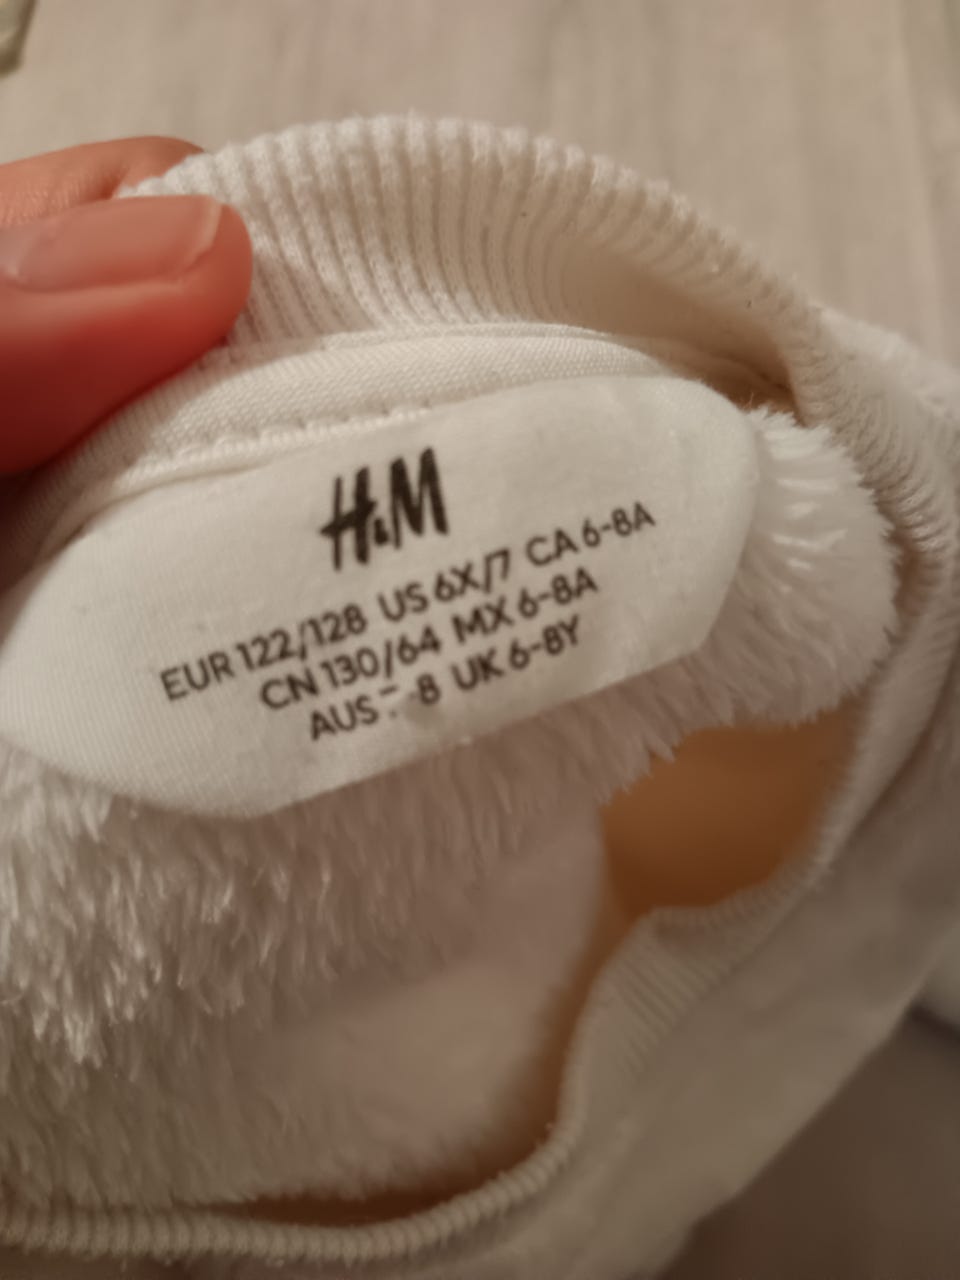 H&M
EUR 122/128 US 6X/7 CA 6-8A
CN 130/64 MX 6-8A
AUS 8 UK 6-8Y